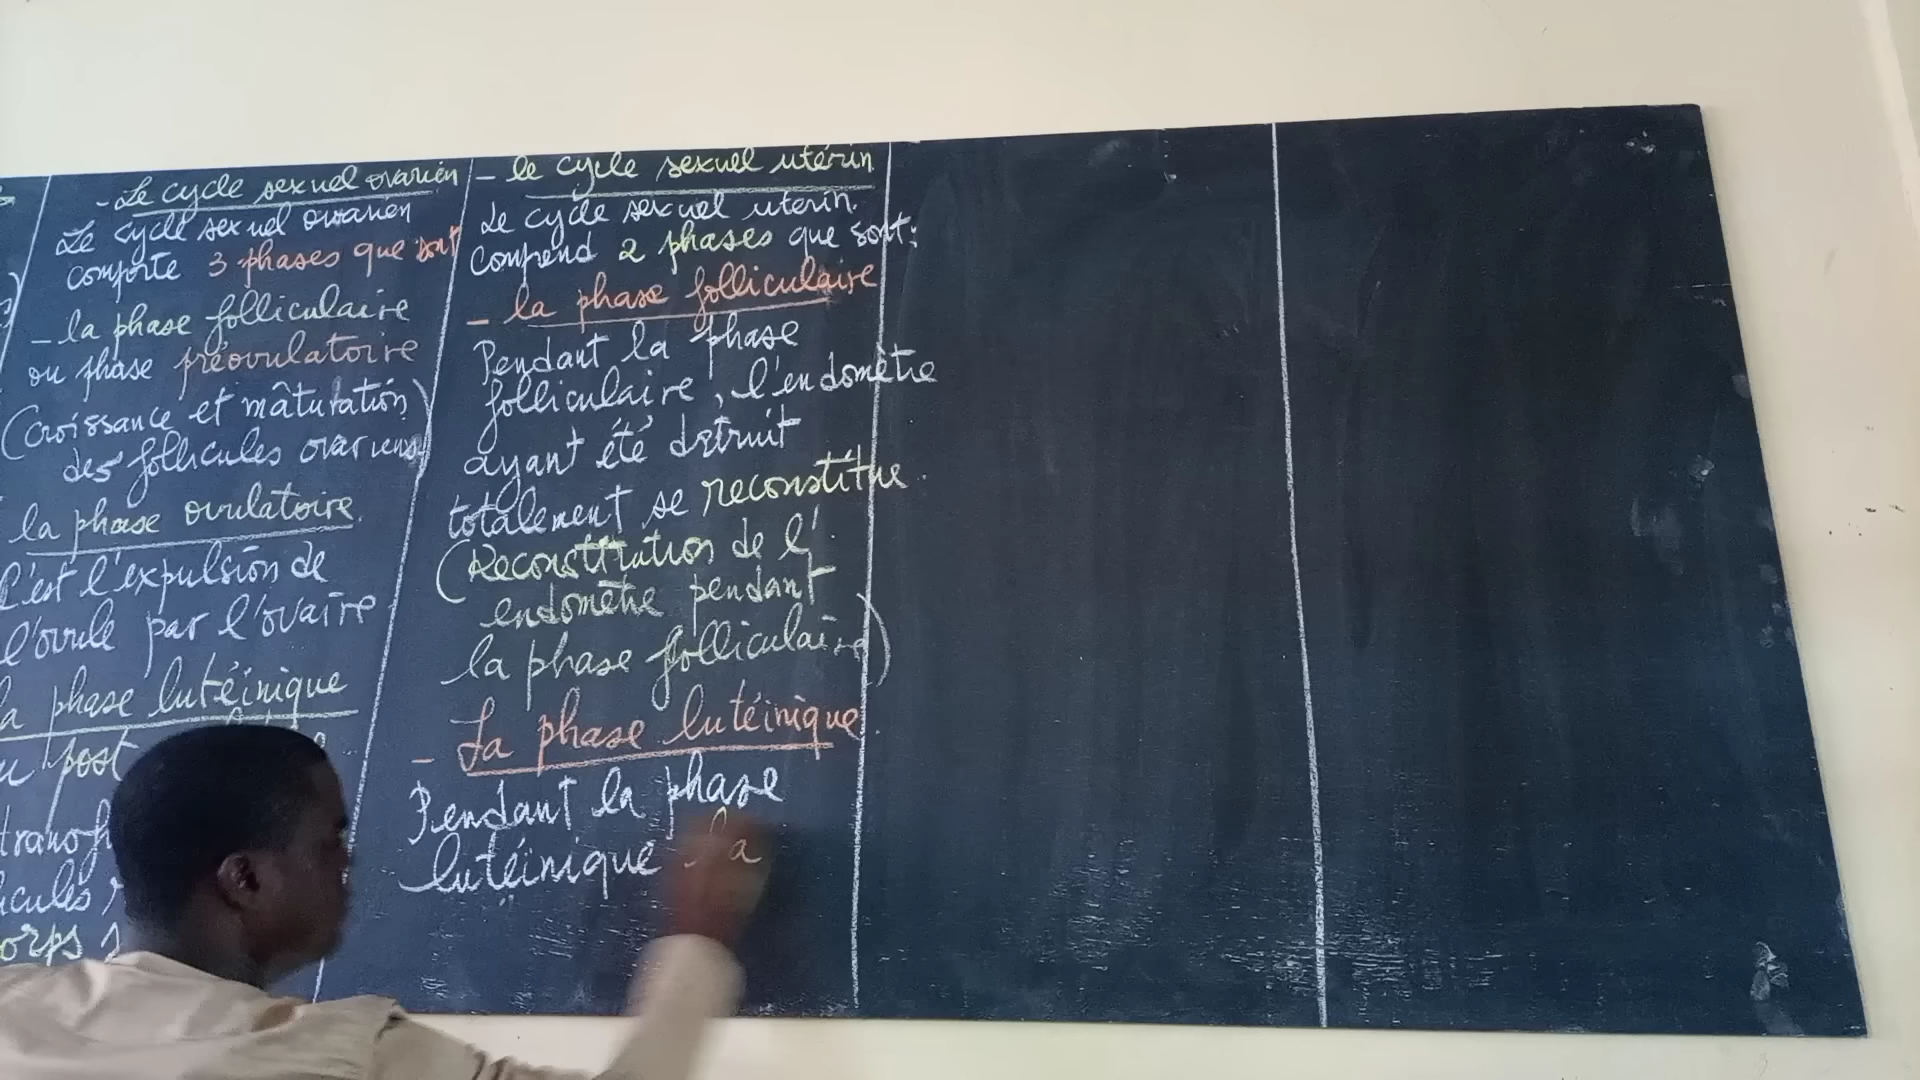 - Le cycle sexuel ovarien
Le cycle sexuel ovarien
comporte 3 phases que sont
- la phase folliculaire
ou phase préovulatoire
(Croissance et mâturation
des follicules ovariens)
la phase ovulatoire.
C'est l'expulsion de
l'ovule par l'ovaire
la phase lutéinique
post
- le cycle sexuel utérin
Le cycle sexuel uterin.
comprend 2 phases que sont:
- la phase folliculaire
Pendant la phase
folliculaire, l'endomètre
ayant été detruit
totalement se reconstitue.
(Reconstitution de l'
endomètre pendant
la phase folliculaire)
- La phase lutéinique.
Pendant la phase
lutéinique la